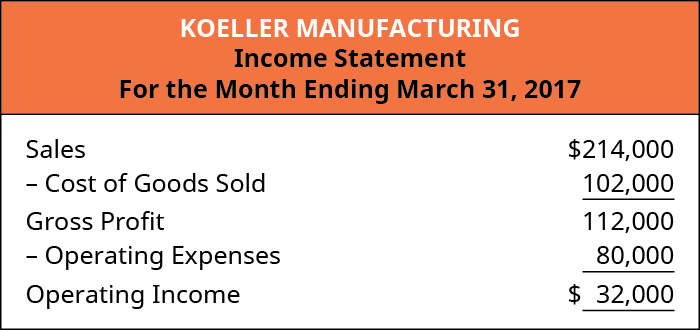 KOELLER MANUFACTURING
Income Statement
For the Month Ending March 31, 2017
Sales $214,000
– Cost of Goods Sold 102,000
Gross Profit 112,000
– Operating Expenses 80,000
Operating Income $ 32,000